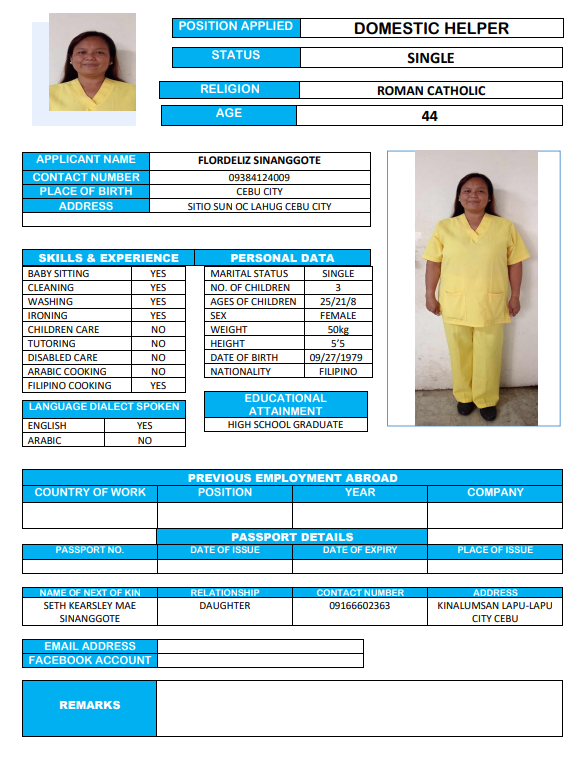 POSITION APPLIED DOMESTIC HELPER
STATUS SINGLE
RELIGION ROMAN CATHOLIC
AGE 44
APPLICANT NAME FLORDELIZ SINANGGOTE
CONTACT NUMBER 09384124009
PLACE OF BIRTH CEBU CITY
ADDRESS SITIO SUN OC LAHUG CEBU CITY
SKILLS & EXPERIENCE
BABY SITTING YES
CLEANING YES
WASHING YES
IRONING YES
CHILDREN CARE NO
TUTORING NO
DISABLED CARE NO
ARABIC COOKING NO
FILIPINO COOKING YES
LANGUAGE DIALECT SPOKEN
ENGLISH YES
ARABIC NO
PERSONAL DATA
MARITAL STATUS SINGLE
NO. OF CHILDREN 3
AGES OF CHILDREN 25/21/8
SEX FEMALE
WEIGHT 50kg
HEIGHT 5'5
DATE OF BIRTH 09/27/1979
NATIONALITY FILIPINO
EDUCATIONAL
ATTAINMENT
HIGH SCHOOL GRADUATE
PREVIOUS EMPLOYMENT ABROAD
COUNTRY OF WORK POSITION YEAR COMPANY
PASSPORT DETAILS
PASSPORT NO. DATE OF ISSUE DATE OF EXPIRY PLACE OF ISSUE
NAME OF NEXT OF KIN RELATIONSHIP CONTACT NUMBER ADDRESS
SETH KEARSLEY MAE DAUGHTER 09166602363 KINALUMSAN LAPU-LAPU
SINANGGOTE CITY CEBU
EMAIL ADDRESS
FACEBOOK ACCOUNT
REMARKS